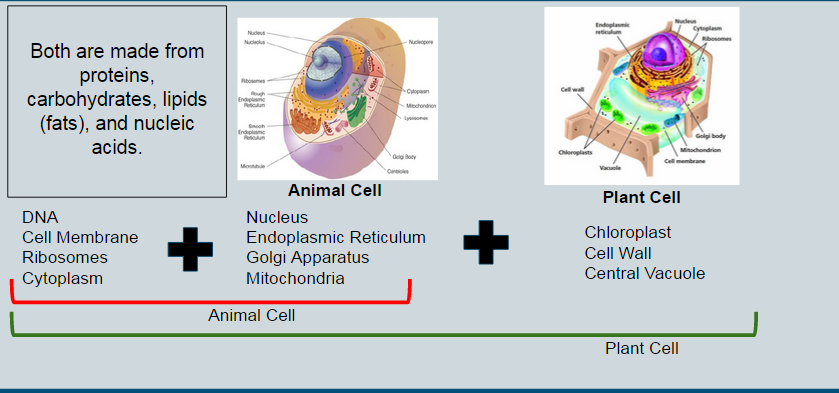 Both are made from
proteins,
carbohydrates, lipids
(fats), and nucleic
acids.
Nucleus
Nucleolus
Nucleopore
Ribosomes
Rough
Endoplasmic
Reticulum
Smooth
Endoplasmic
Reticulum
Cytoplasm
Mitochondrion
Lysosomes
Golgi Body
Centrioles
Animal Cell
Endoplasmic
reticulum
Nucleus
Cytoplasm
Ribosomes
Cell wall
Golgi body
Mitochondrion
Chloroplasts
Cell membrane
Vacuole
Plant Cell
DNA
Cell Membrane
Ribosomes
Cytoplasm
Nucleus
Endoplasmic Reticulum
Golgi Apparatus
Mitochondria
Chloroplast
Cell Wall
Central Vacuole
Animal Cell
Plant Cell